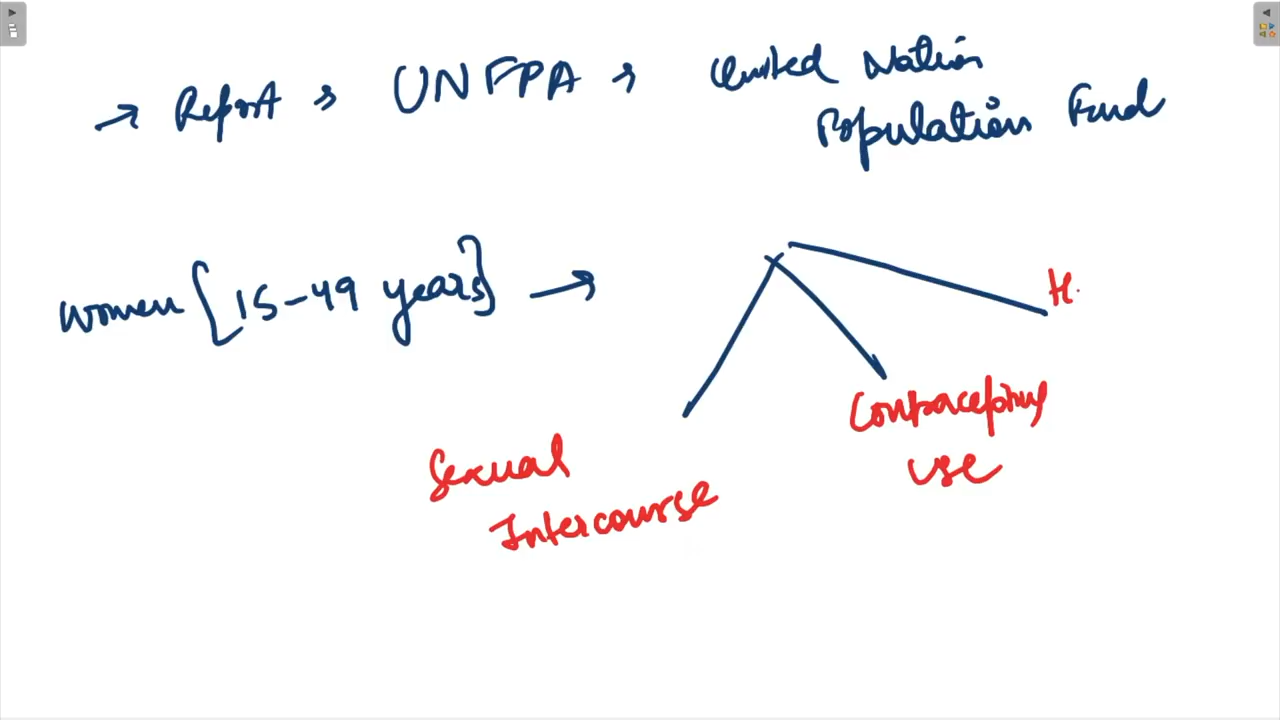 → Report → UNFPA → United Nation
Population Fund
women [15-49 years] →
H
Contraceptive
use
Sexual
Intercourse